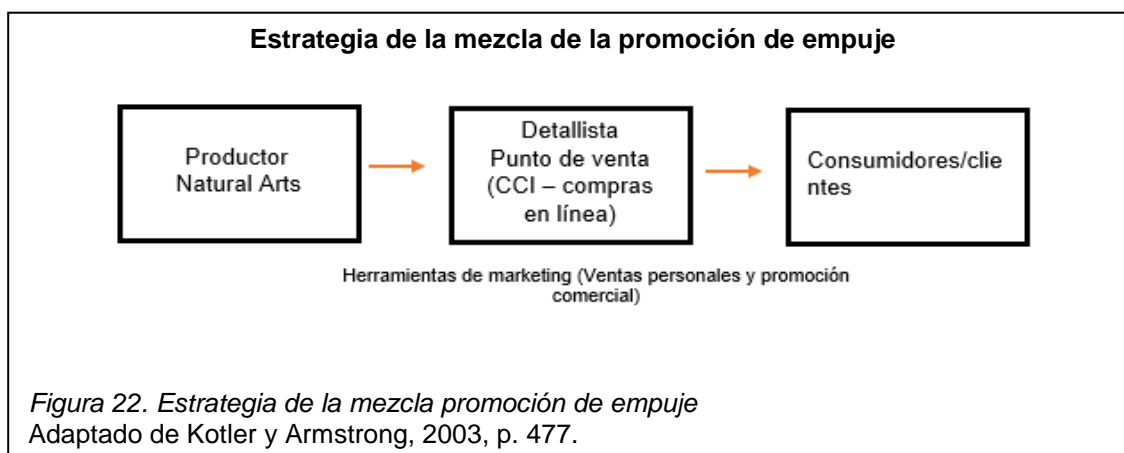 Estrategia de la mezcla de la promoción de empuje
Productor
Natural Arts
Detallista
Punto de venta
(CCI – compras
en línea)
Consumidores/clie
ntes
Herramientas de marketing (Ventas personales y promoción
comercial)
Figura 22. Estrategia de la mezcla promoción de empuje
Adaptado de Kotler y Armstrong, 2003, p. 477.